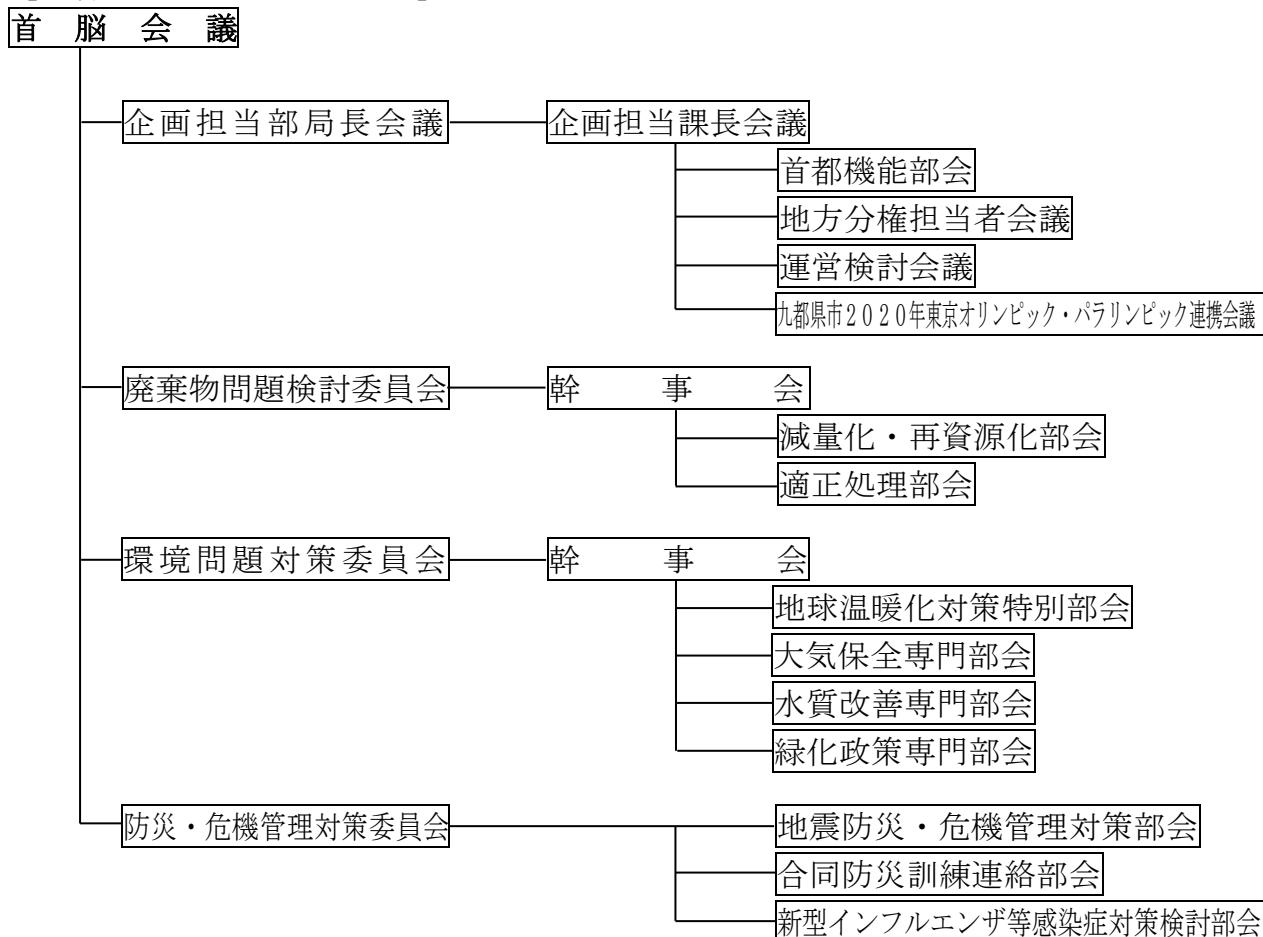 首脳会議
企画担当部局長会議 企画担当課長会議
首都機能部会
地方分権担当者会議
運営検討会議
九都県市2020年東京オリンピック・パラリンピック連携会議
廃棄物問題検討委員会 幹事会
減量化・再資源化部会
適正処理部会
環境問題対策委員会 幹事会
地球温暖化対策特別部会
大気保全専門部会
水質改善専門部会
緑化政策専門部会
防災・危機管理対策委員会 地震防災・危機管理対策部会
合同防災訓練連絡部会
新型インフルエンザ等感染症対策検討部会